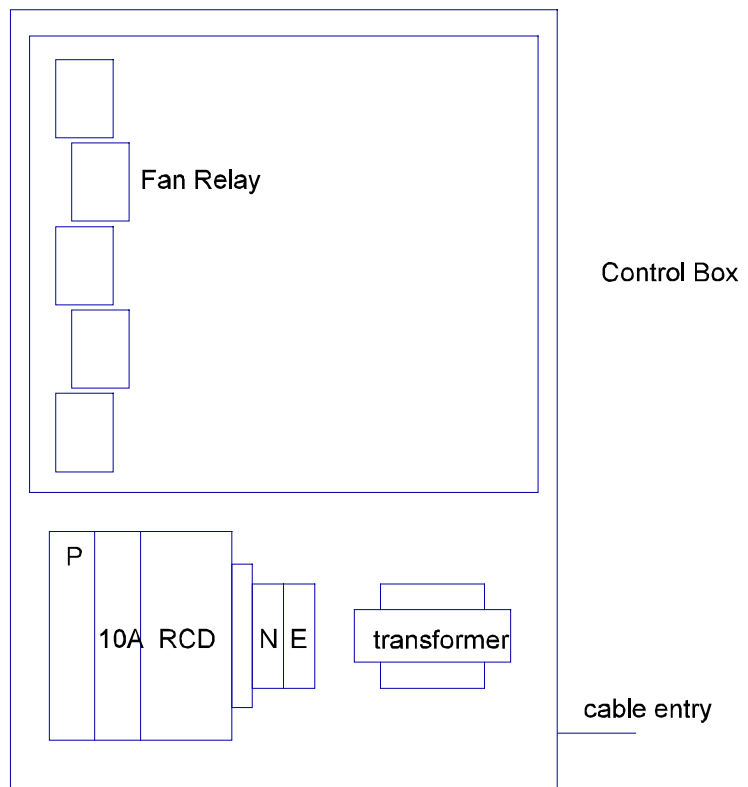 Fan Relay
Control Box
P
10A RCD N E
transformer
cable entry